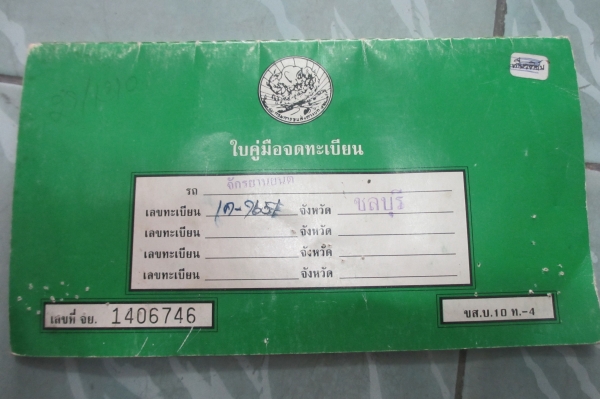 ใบคู่มือจดทะเบียน
รถ จักรยานยนต์
เลขทะเบียน จังหวัด ชลบุรี
เลขทะเบียน จังหวัด
เลขทะเบียน จังหวัด
เลขทะเบียน จังหวัด
เลขที่ จย. 1406746
ขส.บ.10 ท.-4